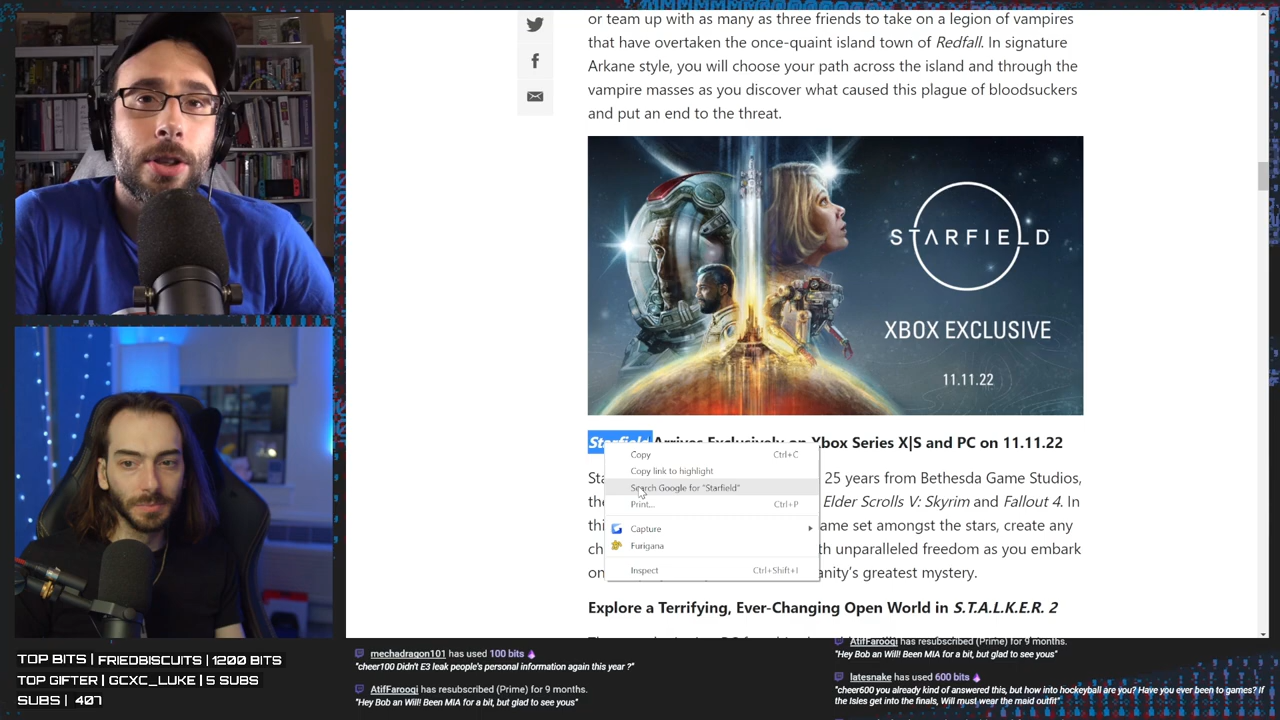 or team up with as many as three friends to take on a legion of vampires
that have overtaken the once-quaint island town of Redfall. In signature
Arkane style, you will choose your path across the island and through the
vampire masses as you discover what caused this plague of bloodsuckers
and put an end to the threat.
STARFIELD
XBOX EXCLUSIVE
11.11.22
Starfield Arrives Exclusively on Xbox Series X|S and PC on 11.11.22
Copy Ctrl+C
Copy link to highlight
Search Google for "Starfield"
Print... Ctrl+P
Capture
Furigana
Inspect Ctrl+Shift+I
25 years from Bethesda Game Studios,
Elder Scrolls V: Skyrim and Fallout 4. In
ame set amongst the stars, create any
th unparalleled freedom as you embark
anity's greatest mystery.
Explore a Terrifying, Ever-Changing Open World in S.T.A.L.K.E.R. 2
TOP BITS | FRIEDBISCUITS | 1200 BITS
TOP GIFTER | GCXC_LUKE | 5 SUBS
SUBS | 407
mechadragon101 has used 100 bits
"cheer100 Didn't E3 leak people's personal information again this year ?"
AtifFarooqi has resubscribed (Prime) for 9 months.
"Hey Bob an Will! Been MIA for a bit, but glad to see yous"
AtifFarooqi has resubscribed (Prime) for 9 months.
"Hey Bob an Will! Been MIA for a bit, but glad to see yous"
latesnake has used 600 bits
"cheer600 you already kind of answered this, but how into hockeyball are you? Have you ever been to games? If
the Isles get into the finals, Will must wear the maid outfit"